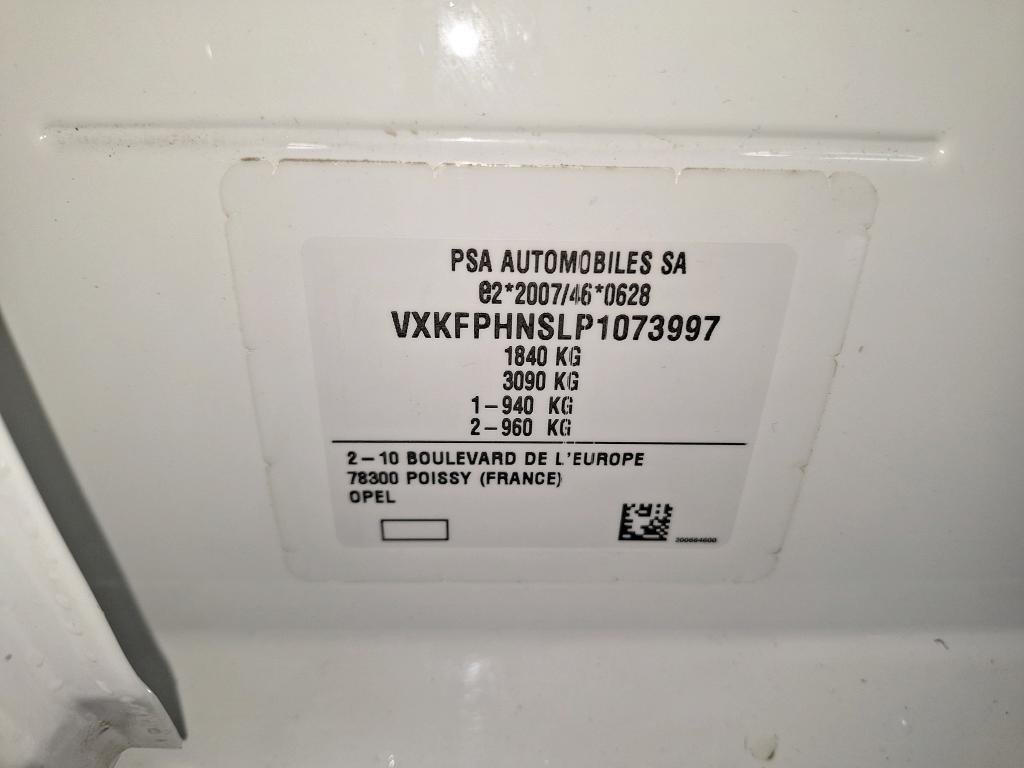 PSA AUTOMOBILES SA
e2*2007/46*0628
VXKFPHNSLP1073997
1840 KG
3090 KG
1-940 KG
2-960 KG
2-10 BOULEVARD DE L'EUROPE
78300 POISSY (FRANCE)
OPEL